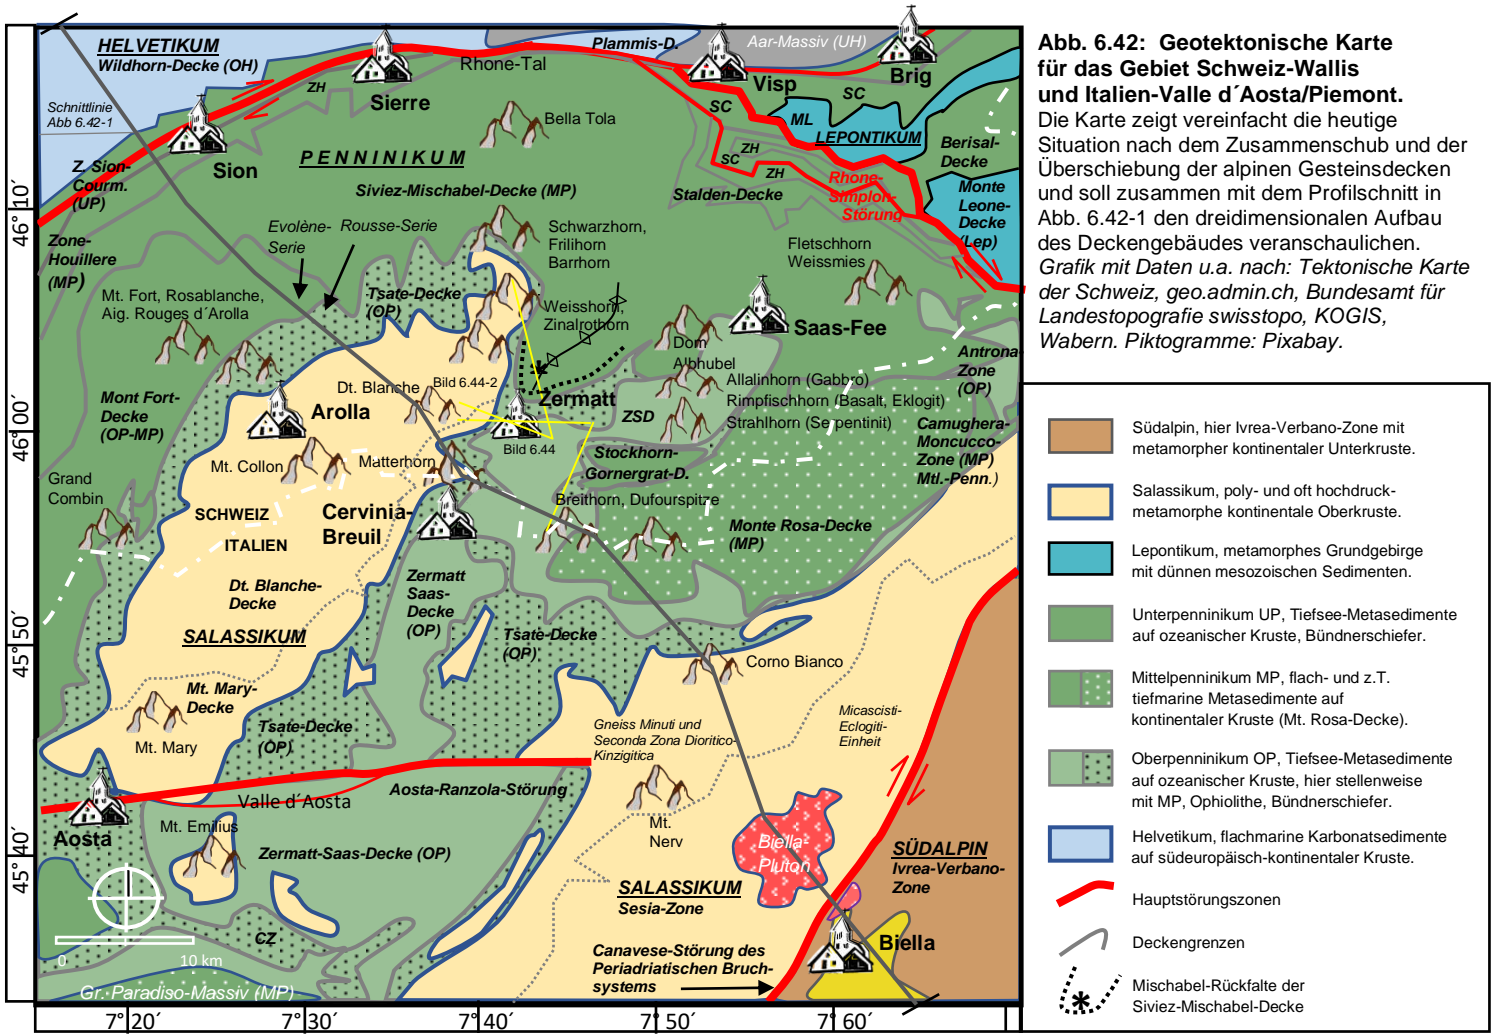 HELVETIKUM
Wildhorn-Decke (OH)
Schnittlinie
Abb 6.42-1
ZH
Sierre
Rhone-Tal
Plammis-D.
Aar-Massiv (UH)
Visp
Brig
SC
SC
ML
LEPONTIKUM
Berisal-
Decke
Bella Tola
PENNINIKUM
Sion
Z. Sion-
Courm.
(UP)
Siviez-Mischabel-Decke (MP)
ZH
SC
ZH
Stalden-Decke
Rhone-
Simplon-
Störung
Monte
Leone-
Decke
(Lep)
Zone-
Houillere
(MP)
Evolène-
Serie
Rousse-Serie
Schwarzhorn,
Frilihorn
Barrhorn
Fletschhorn
Weissmies
Mt. Fort, Rosablanche,
Aig. Rouges d´Arolla
Tsate-Decke
(OP)
Weisshorn,
Zinalrothorn
Saas-Fee
Dom
Albhubel
Antrona-
Zone
(OP)
Mont Fort-
Decke
(OP-MP)
Arolla
Dt. Blanche
Bild 6.44-2
Zermatt
ZSD
Allalinhorn (Gabbro)
Rimpfischhorn (Basalt, Eklogit)
Strahlhorn (Serpentinit)
Camughera-
Moncucco-
Zone (MP)
Mtl.-Penn.)
Bild 6.44
Stockhorn-
Gornergrat-D.
Mt. Collon
Matterhorn
Grand
Combin
SCHWEIZ
ITALIEN
Cervinia-
Breuil
Breithorn, Dufourspitze
Monte Rosa-Decke
(MP)
Dt. Blanche-
Decke
Zermatt
Saas-
Decke
(OP)
SALASSIKUM
Tsate-Decke
(OP)
Corno Bianco
Mt. Mary-
Decke
Mt. Mary
Tsate-Decke
(OP)
Gneiss Minuti und
Seconda Zona Dioritico-
Kinzigitica
Micascisti-
Eclogiti-
Einheit
Valle d´Aosta
Aosta-Ranzola-Störung
Aosta
Mt. Emilius
Zermatt-Saas-Decke (OP)
Mt.
Nerv
Biella-
Pluton
SÜDALPIN
Ivrea-Verbano-
Zone
SALASSIKUM
Sesia-Zone
CZ
Biella
Canavese-Störung des
Periadriatischen Bruch-
systems
0
10 km
Gr. Paradiso-Massiv (MP)
46°10´
46°00´
45°50´
45°40´
7°20´
7°30´
7°40´
7°50´
7°60´
Abb. 6.42: Geotektonische Karte
für das Gebiet Schweiz-Wallis
und Italien-Valle d´Aosta/Piemont.
Die Karte zeigt vereinfacht die heutige
Situation nach dem Zusammenschub und der
Überschiebung der alpinen Gesteinsdecken
und soll zusammen mit dem Profilschnitt in
Abb. 6.42-1 den dreidimensionalen Aufbau
des Deckengebäudes veranschaulichen.
Grafik mit Daten u.a. nach: Tektonische Karte
der Schweiz, geo.admin.ch, Bundesamt für
Landestopografie swisstopo, KOGIS,
Wabern. Piktogramme: Pixabay.
Südalpin, hier Ivrea-Verbano-Zone mit
metamorpher kontinentaler Unterkruste.
Salassikum, poly- und oft hochdruck-
metamorphe kontinentale Oberkruste.
Lepontikum, metamorphes Grundgebirge
mit dünnen mesozoischen Sedimenten.
Unterpenninikum UP, Tiefsee-Metasedimente
auf ozeanischer Kruste, Bündnerschiefer.
Mittelpenninikum MP, flach- und z.T.
tiefmarine Metasedimente auf
kontinentaler Kruste (Mt. Rosa-Decke).
Oberpenninikum OP, Tiefsee-Metasedimente
auf ozeanischer Kruste, hier stellenweise
mit MP, Ophiolithe, Bündnerschiefer.
Helvetikum, flachmarine Karbonatsedimente
auf südeuropäisch-kontinentaler Kruste.
Hauptstörungszonen
Deckengrenzen
Mischabel-Rückfalte der
Siviez-Mischabel-Decke